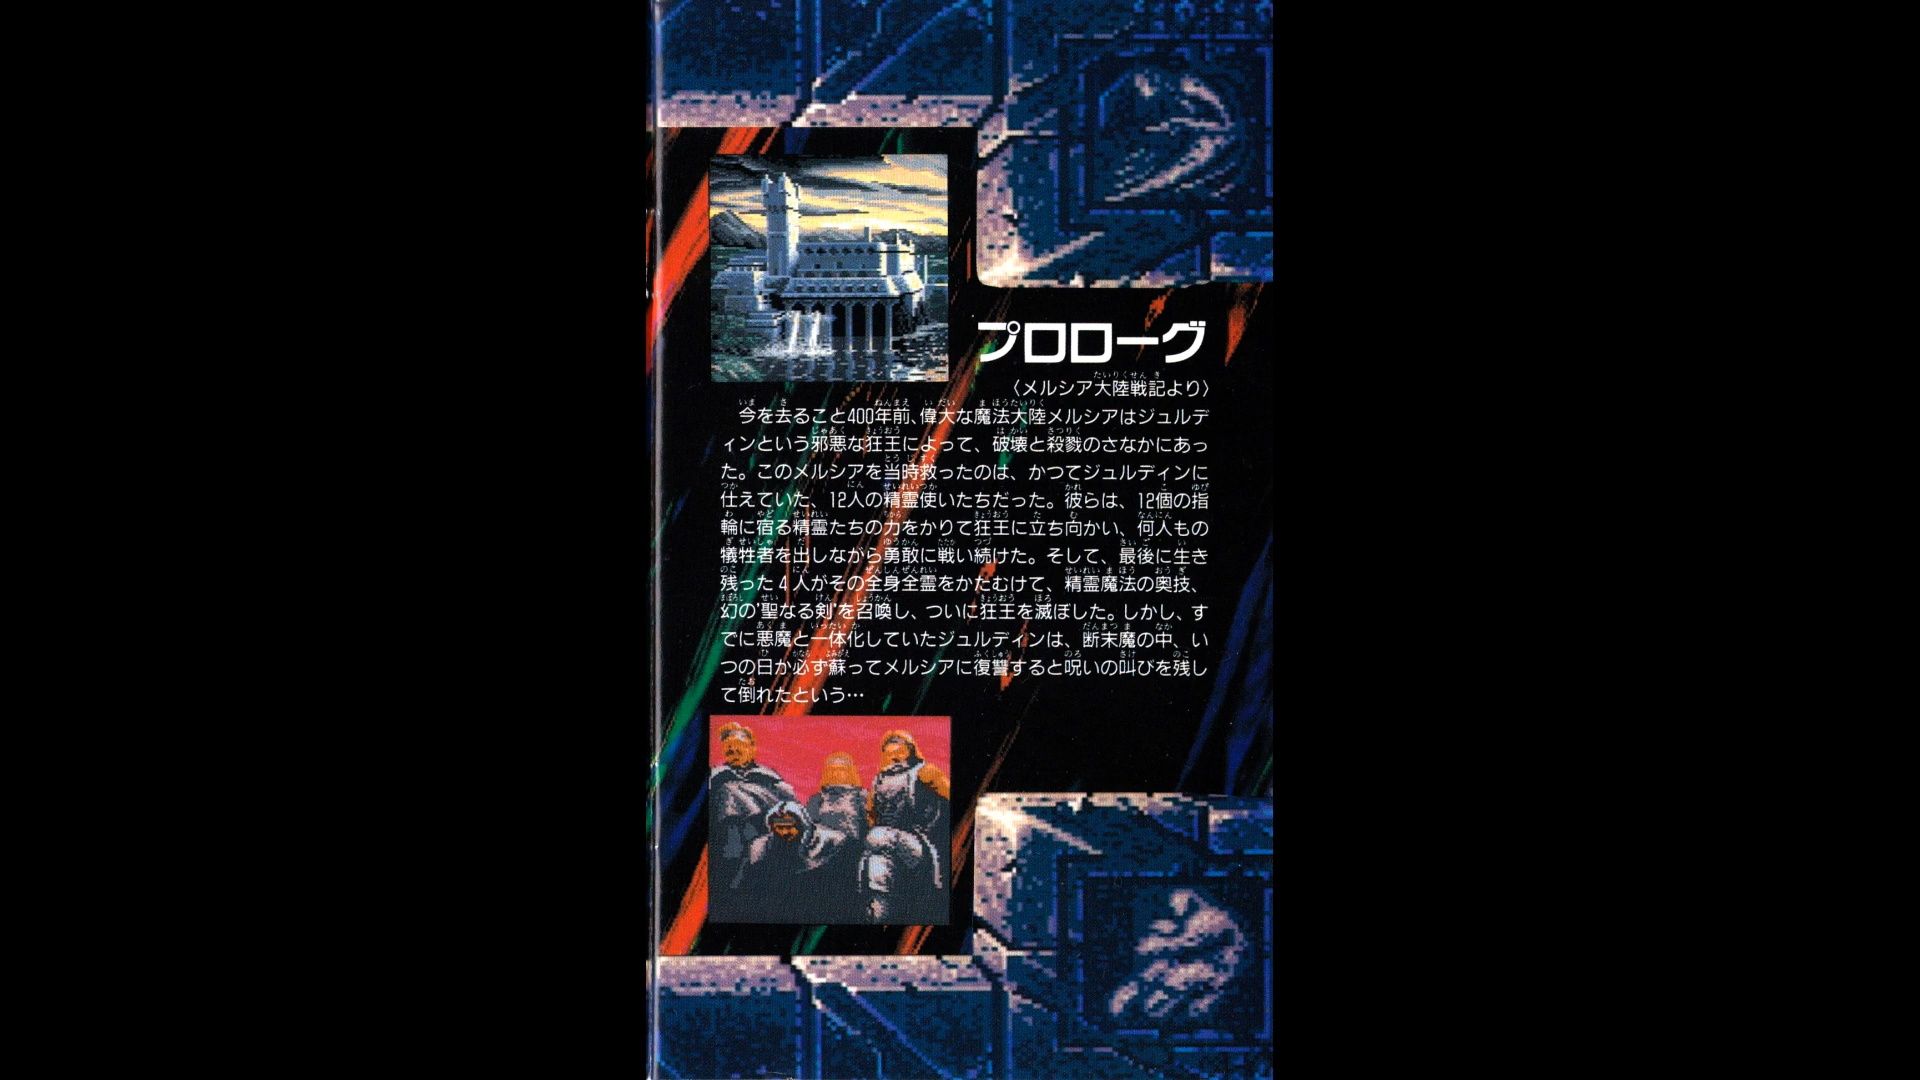 プロローグ
〈メルシア大陸戦記より〉
今を去ること400年前、偉大な魔法大陸メルシアはジュルデ
ィンという邪悪な狂王によって、破壊と殺戮のさなかにあっ
た。このメルシアを当時救ったのは、かつてジュルディンに
仕えていた、12人の精霊使いたちだった。彼らは、12個の指
輪に宿る精霊たちの力をかりて狂王に立ち向かい、何人もの
犠牲者を出しながら勇敢に戦い続けた。そして、最後に生き
残った4人がその全身全霊をかたむけて、精霊魔法の奥技、
幻の'聖なる剣'を召喚し、ついに狂王を滅ぼした。しかし、す
でに悪魔と一体化していたジュルディンは、断末魔の中、い
つの日か必ず蘇ってメルシアに復讐すると呪いの叫びを残し
て倒れたという…